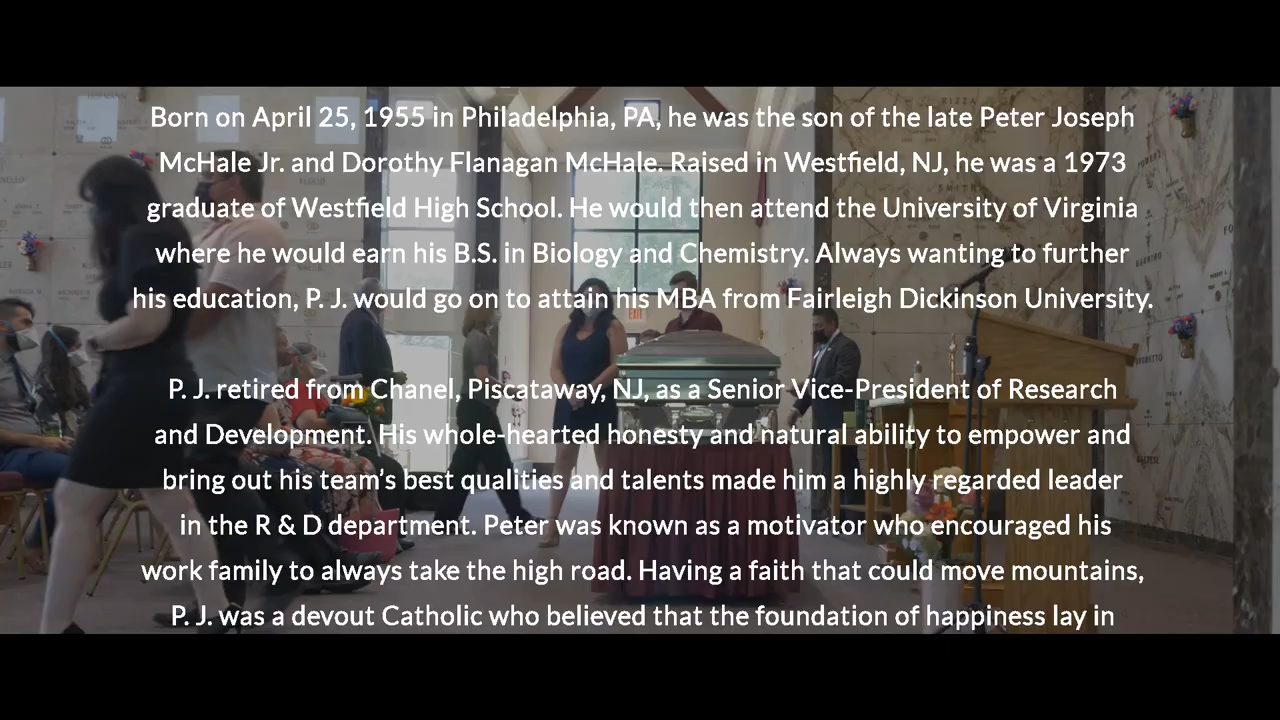 Born on April 25, 1955 in Philadelphia, PA, he was the son of the late Peter Joseph
McHale Jr. and Dorothy Flanagan McHale. Raised in Westfield, NJ, he was a 1973
graduate of Westfield High School. He would then attend the University of Virginia
where he would earn his B.S. in Biology and Chemistry. Always wanting to further
his education, P. J. would go on to attain his MBA from Fairleigh Dickinson University.
P. J. retired from Chanel, Piscataway, NJ, as a Senior Vice-President of Research
and Development. His whole-hearted honesty and natural ability to empower and
bring out his team's best qualities and talents made him a highly regarded leader
in the R & D department. Peter was known as a motivator who encouraged his
work family to always take the high road. Having a faith that could move mountains,
P. J. was a devout Catholic who believed that the foundation of happiness lay in
RIZZA
SMITH
EXIT